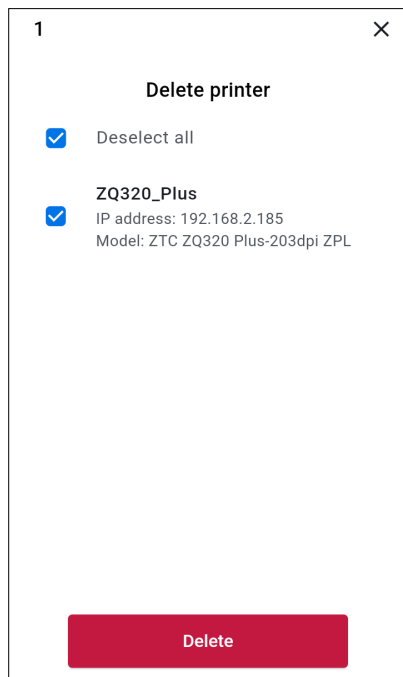 1
Delete printer
Deselect all
ZQ320_Plus
IP address: 192.168.2.185
Model: ZTC ZQ320 Plus-203dpi ZPL
Delete